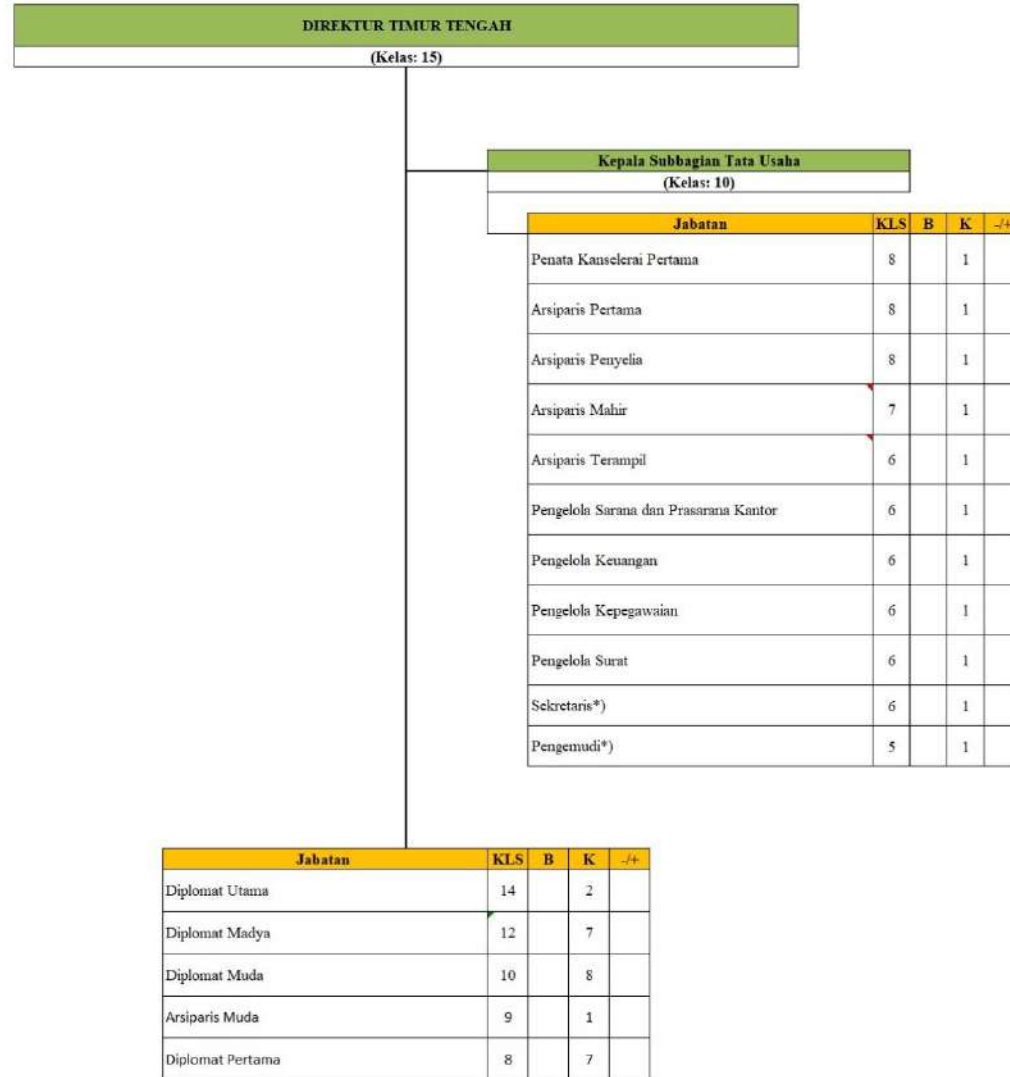 DIREKTUR TIMUR TENGAH
(Kelas: 15)
Kepala Subbagian Tata Usaha
(Kelas: 10)
Jabatan KLS B K -/+
Penata Kanselerai Pertama 8 1
Arsiparis Pertama 8 1
Arsiparis Penyelia 8 1
Arsiparis Mahir 7 1
Arsiparis Terampil 6 1
Pengelola Sarana dan Prasarana Kantor 6 1
Pengelola Keuangan 6 1
Pengelola Kepegawaian 6 1
Pengelola Surat 6 1
Sekretaris*) 6 1
Pengemudi*) 5 1
Jabatan KLS B K -/+
Diplomat Utama 14 2
Diplomat Madya 12 7
Diplomat Muda 10 8
Arsiparis Muda 9 1
Diplomat Pertama 8 7